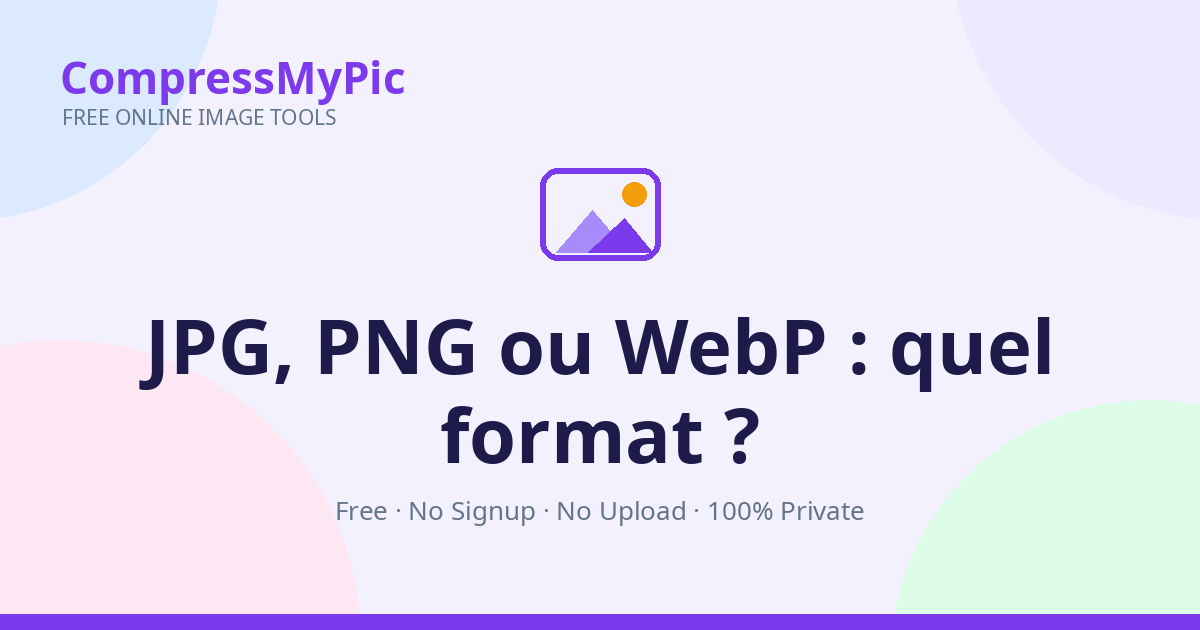 CompressMyPic
FREE ONLINE IMAGE TOOLS
JPG, PNG ou WebP : quel
format ?
Free · No Signup · No Upload · 100% Private